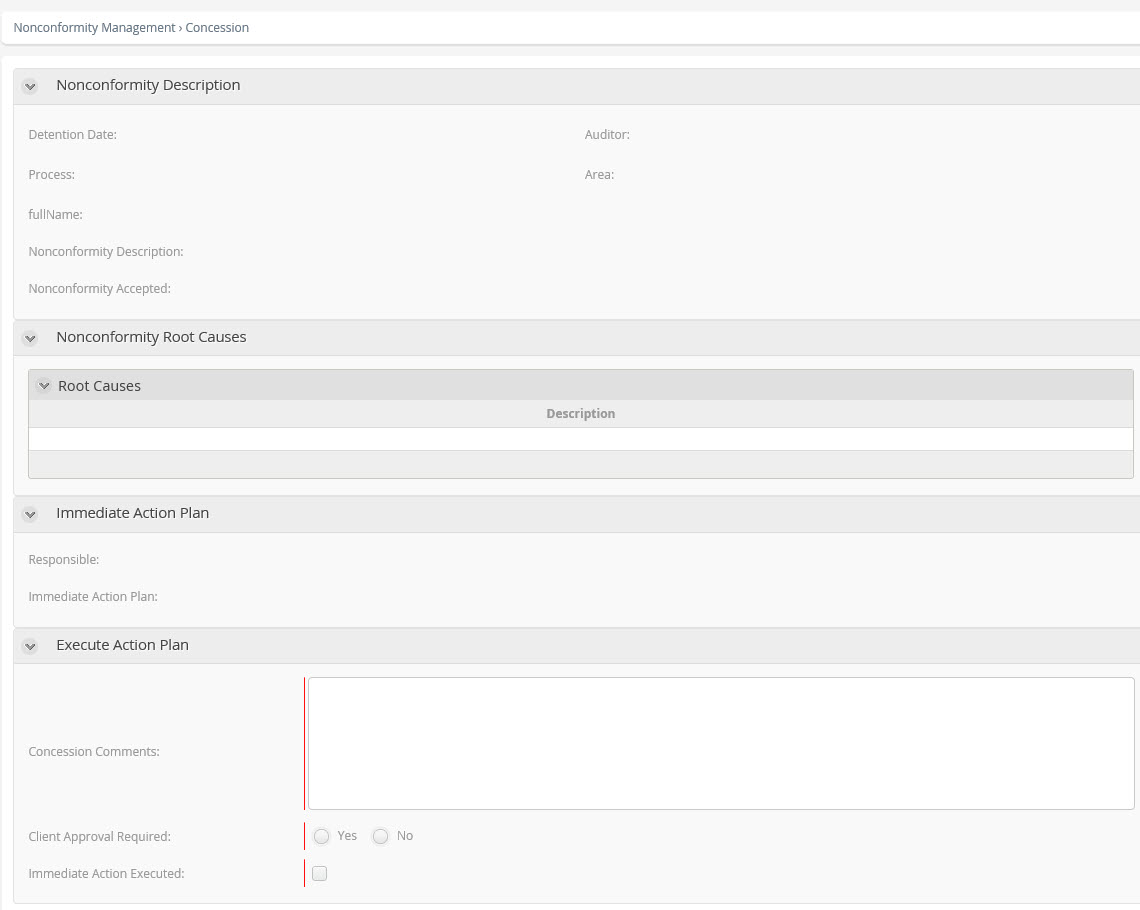 Nonconformity Management › Concession
Nonconformity Description
Detention Date:
Auditor:
Process:
Area:
fullName:
Nonconformity Description:
Nonconformity Accepted:
Nonconformity Root Causes
Root Causes
Description
Immediate Action Plan
Responsible:
Immediate Action Plan:
Execute Action Plan
Concession Comments:
Client Approval Required:
Yes No
Immediate Action Executed: